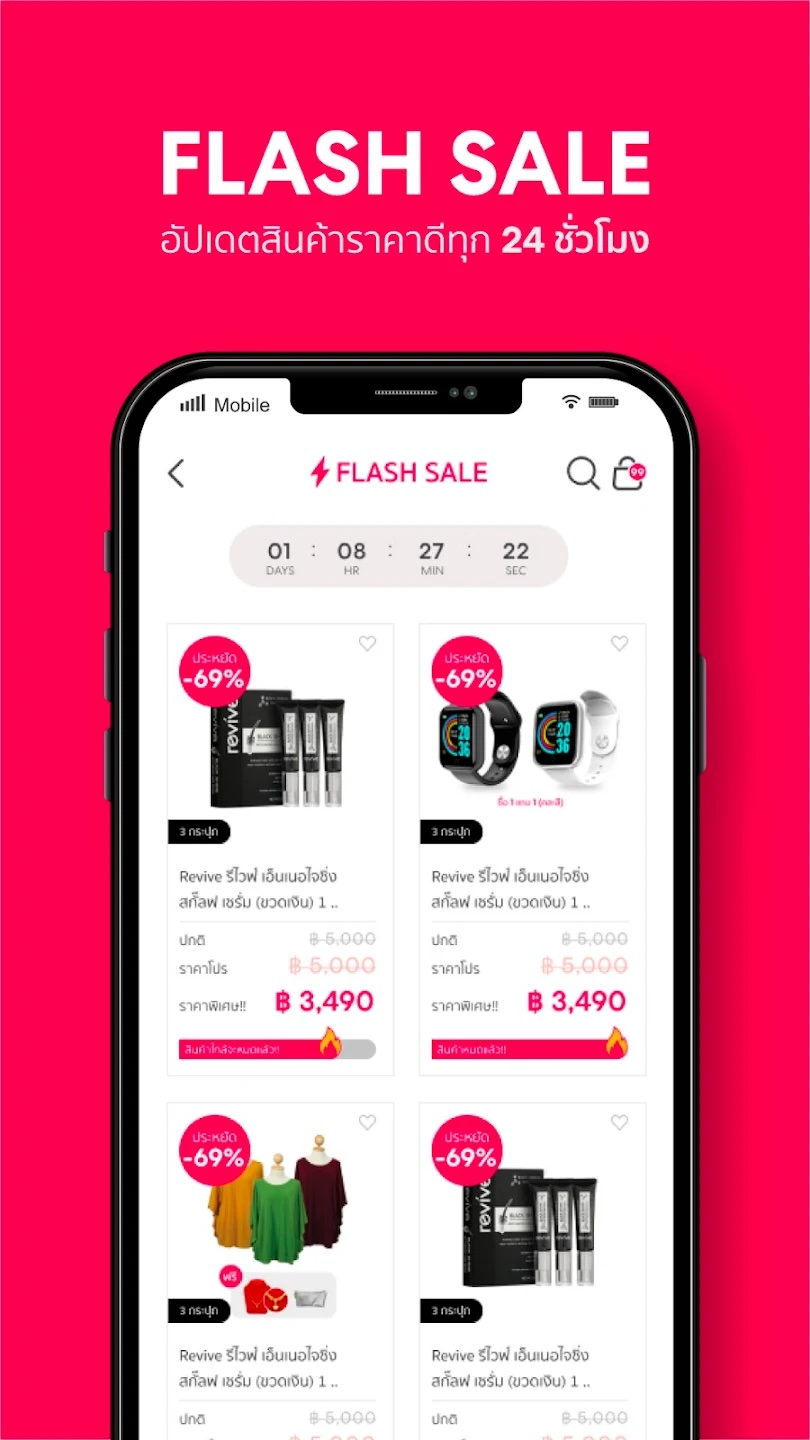 FLASH SALE
อัปเดตสินค้าราคาดีทุก 24 ชั่วโมง
Mobile
FLASH SALE
99
01 : 08 : 27 : 22
DAYS HR MIN SEC
ประหยัด
-69%
revive
3 กระปุก
Revive รีไวฟ์ เอ็นเนอไจซิ่ง
สกัลฟ เซรั่ม (ขวดเงิน) 1 ..
ปกติ ฿ 5,000
ราคาโปร ฿ 5,000
ราคาพิเศษ!! ฿ 3,490
สินค้าใกล้จะหมดแล้ว!!
ประหยัด
-69%
20
36
20
36
ซื้อ 1 แถม 1 (คละสี)
3 กระปุก
Revive รีไวฟ์ เอ็นเนอไจซิ่ง
สกัลฟ เซรั่ม (ขวดเงิน) 1 ..
ปกติ ฿ 5,000
ราคาโปร ฿ 5,000
ราคาพิเศษ!! ฿ 3,490
สินค้าหมดแล้ว!!
ประหยัด
-69%
ฟรี
3 กระปุก
Revive รีไวฟ์ เอ็นเนอไจซิ่ง
สกัลฟ เซรั่ม (ขวดเงิน) 1 ..
ปกติ ฿ 5,000
ประหยัด
-69%
revive
3 กระปุก
Revive รีไวฟ์ เอ็นเนอไจซิ่ง
สกัลฟ เซรั่ม (ขวดเงิน) 1 ..
ปกติ ฿ 5,000